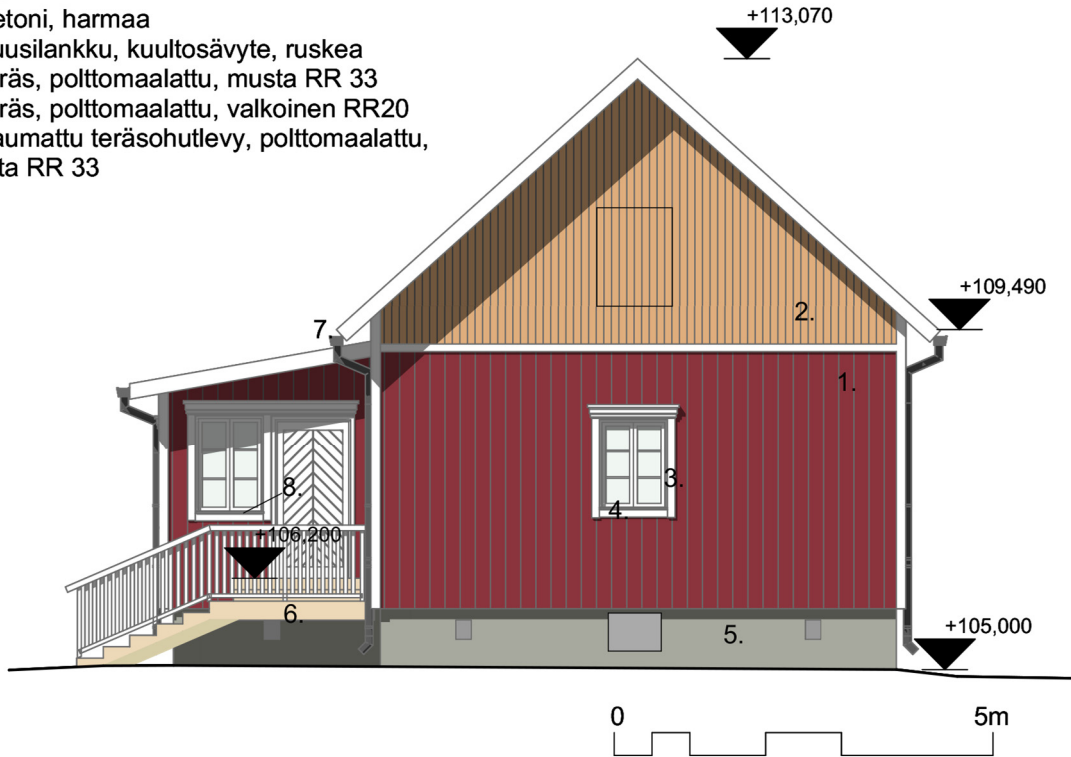 etoni, harmaa
uusilankku, kuultosävyte, ruskea
räs, polttomaalattu, musta RR 33
räs, polttomaalattu, valkoinen RR20
aumattu teräsohutlevy, polttomaalattu,
ta RR 33
+113,070
+109,490
2.
7.
1.
3.
8.
4.
+106,200
6.
5.
+105,000
0 5m